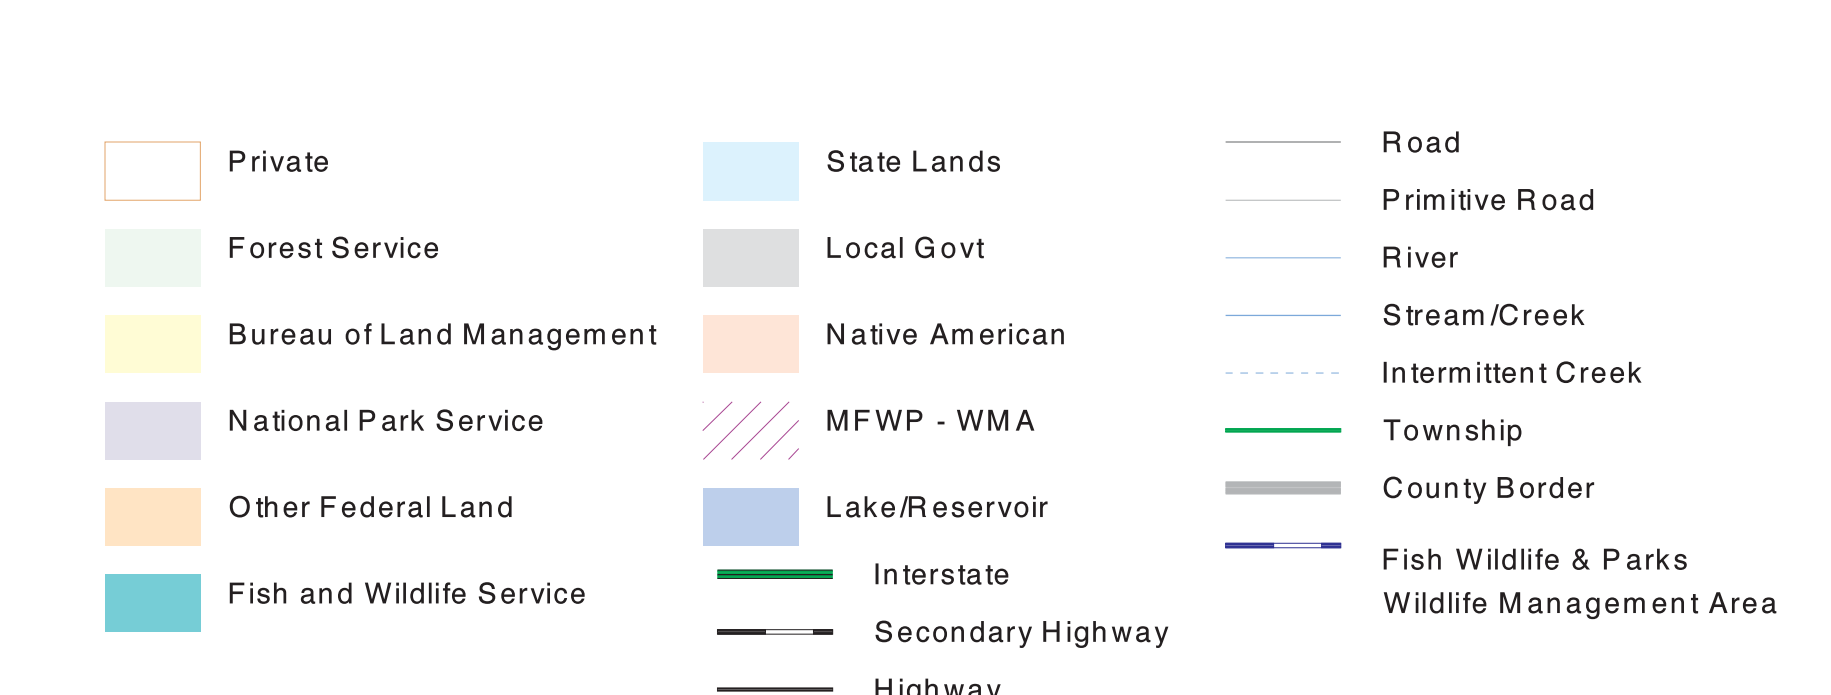 Private
Forest Service
Bureau of Land Management
National Park Service
Other Federal Land
Fish and Wildlife Service
State Lands
Local Govt
Native American
MFWP - WMA
Lake/Reservoir
Interstate
Secondary Highway
Highway
Road
Primitive Road
River
Stream/Creek
Intermittent Creek
Township
County Border
Fish Wildlife & Parks
Wildlife Management Area